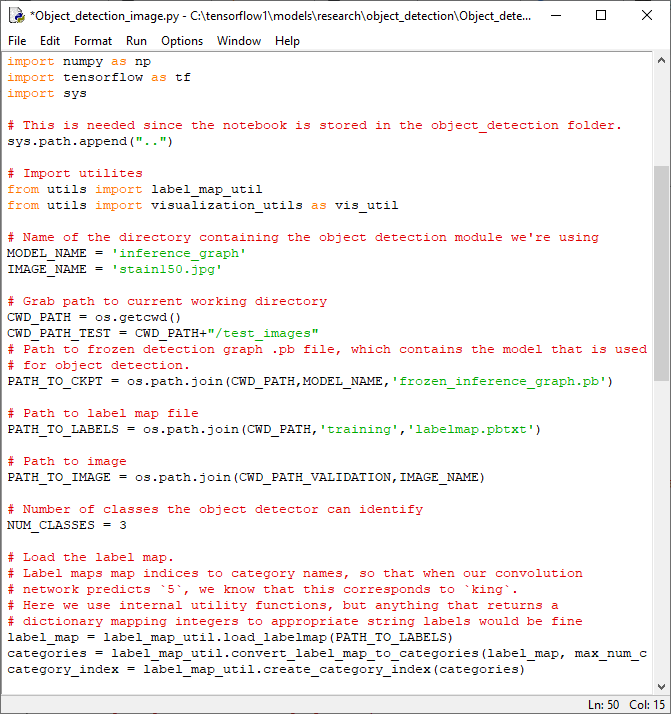 *Object_detection_image.py - C:\tensorflow1\models\research\object_detection\Object_dete...
File Edit Format Run Options Window Help
import numpy as np
import tensorflow as tf
import sys
# This is needed since the notebook is stored in the object_detection folder.
sys.path.append("..")
# Import utilites
from utils import label_map_util
from utils import visualization_utils as vis_util
# Name of the directory containing the object detection module we're using
MODEL_NAME = 'inference_graph'
IMAGE_NAME = 'stain150.jpg'
# Grab path to current working directory
CWD_PATH = os.getcwd()
CWD_PATH_TEST = CWD_PATH+"/test_images"
# Path to frozen detection graph .pb file, which contains the model that is used
# for object detection.
PATH_TO_CKPT = os.path.join(CWD_PATH,MODEL_NAME,'frozen_inference_graph.pb')
# Path to label map file
PATH_TO_LABELS = os.path.join(CWD_PATH,'training','labelmap.pbtxt')
# Path to image
PATH_TO_IMAGE = os.path.join(CWD_PATH_VALIDATION,IMAGE_NAME)
# Number of classes the object detector can identify
NUM_CLASSES = 3
# Load the label map.
# Label maps map indices to category names, so that when our convolution
# network predicts `5`, we know that this corresponds to `king`.
# Here we use internal utility functions, but anything that returns a
# dictionary mapping integers to appropriate string labels would be fine
label_map = label_map_util.load_labelmap(PATH_TO_LABELS)
categories = label_map_util.convert_label_map_to_categories(label_map, max_num_c
category_index = label_map_util.create_category_index(categories)
Ln: 50 Col: 15